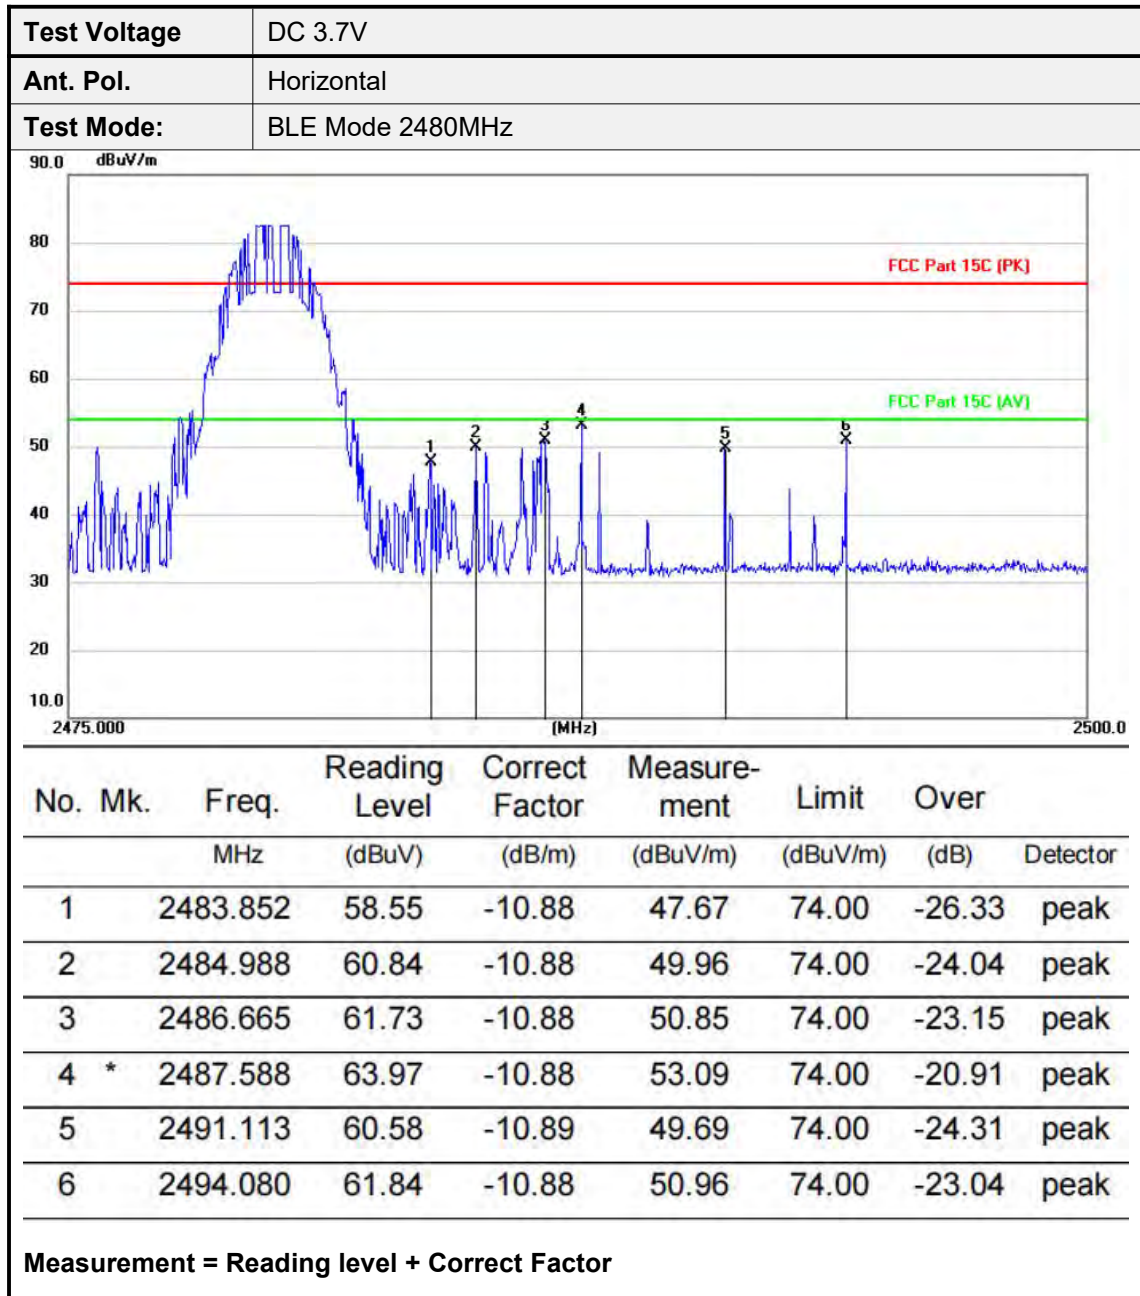 Test Voltage DC 3.7V
Ant. Pol. Horizontal
Test Mode: BLE Mode 2480MHz
90.0 dBuV/m
80
FCC Part 15C (PK)
70
60
FCC Part 15C (AV)
4
50 1 2 3 5 6
40
30
20
10.0
2475.000 (MHz) 2500.0
No. Mk. Freq. Reading Level Correct Factor Measure-ment Limit Over
MHz (dBuV) (dB/m) (dBuV/m) (dBuV/m) (dB) Detector
1 2483.852 58.55 -10.88 47.67 74.00 -26.33 peak
2 2484.988 60.84 -10.88 49.96 74.00 -24.04 peak
3 2486.665 61.73 -10.88 50.85 74.00 -23.15 peak
4 * 2487.588 63.97 -10.88 53.09 74.00 -20.91 peak
5 2491.113 60.58 -10.89 49.69 74.00 -24.31 peak
6 2494.080 61.84 -10.88 50.96 74.00 -23.04 peak
Measurement = Reading level + Correct Factor